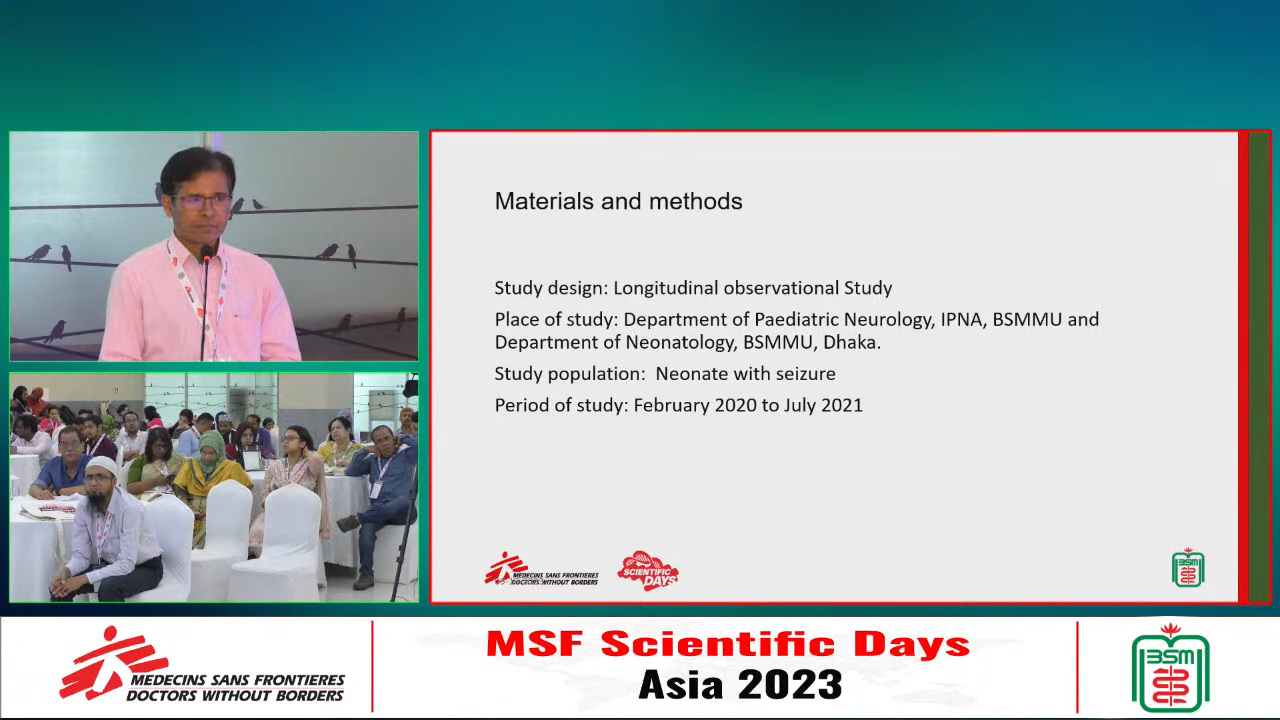 Materials and methods
Study design: Longitudinal observational Study
Place of study: Department of Paediatric Neurology, IPNA, BSMMU and
Department of Neonatology, BSMMU, Dhaka.
Study population: Neonate with seizure
Period of study: February 2020 to July 2021
MEDECINS SANS FRONTIERES
DOCTORS WITHOUT BORDERS
SCIENTIFIC
DAYS
BSM
MEDECINS SANS FRONTIERES
DOCTORS WITHOUT BORDERS
MSF Scientific Days
Asia 2023
BSM